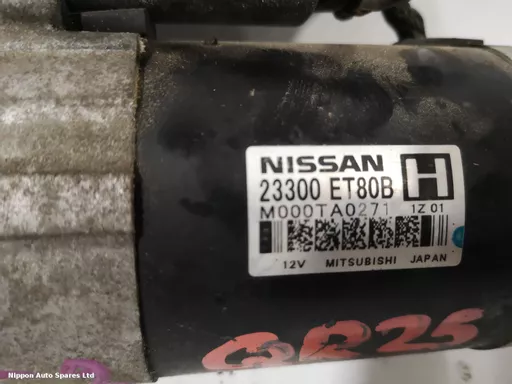 NISSAN H
23300 ET80B
M000TA0271 1Z 01
12V MITSUBISHI JAPAN
QR25
Nippon Auto Spares Ltd